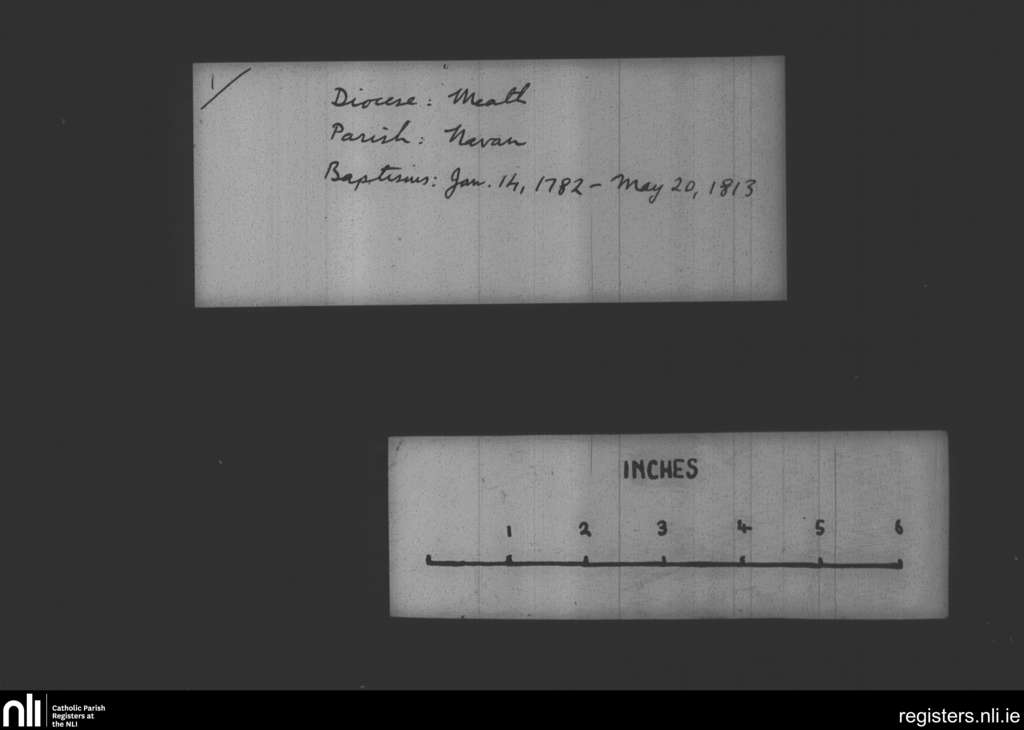 1/
Diocese: Meath
Parish: Navan
Baptisms: Jan. 14, 1782 - May 20, 1813
INCHES
1 2 3 4 5 6
nli
Catholic Parish
Registers at
the NLI
registers.nli.ie